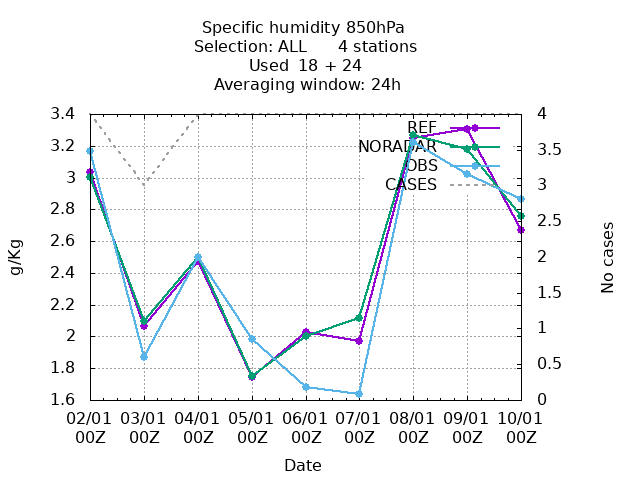 Specific humidity 850hPa
Selection: ALL 4 stations
Used 18 + 24
Averaging window: 24h
REF
NORADAR
OBS
CASES
g/Kg
3.4
3.2
3
2.8
2.6
2.4
2.2
2
1.8
1.6
No cases
4
3.5
3
2.5
2
1.5
1
0.5
0
02/01 03/01 04/01 05/01 06/01 07/01 08/01 09/01 10/01
00Z 00Z 00Z 00Z 00Z 00Z 00Z 00Z 00Z
Date